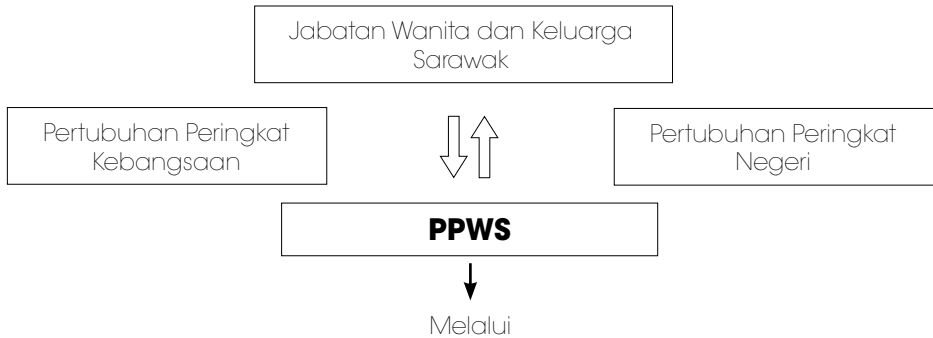 Jabatan Wanita dan Keluarga
Sarawak
Pertubuhan Peringkat
Kebangsaan
Pertubuhan Peringkat
Negeri
PPWS
Melalui